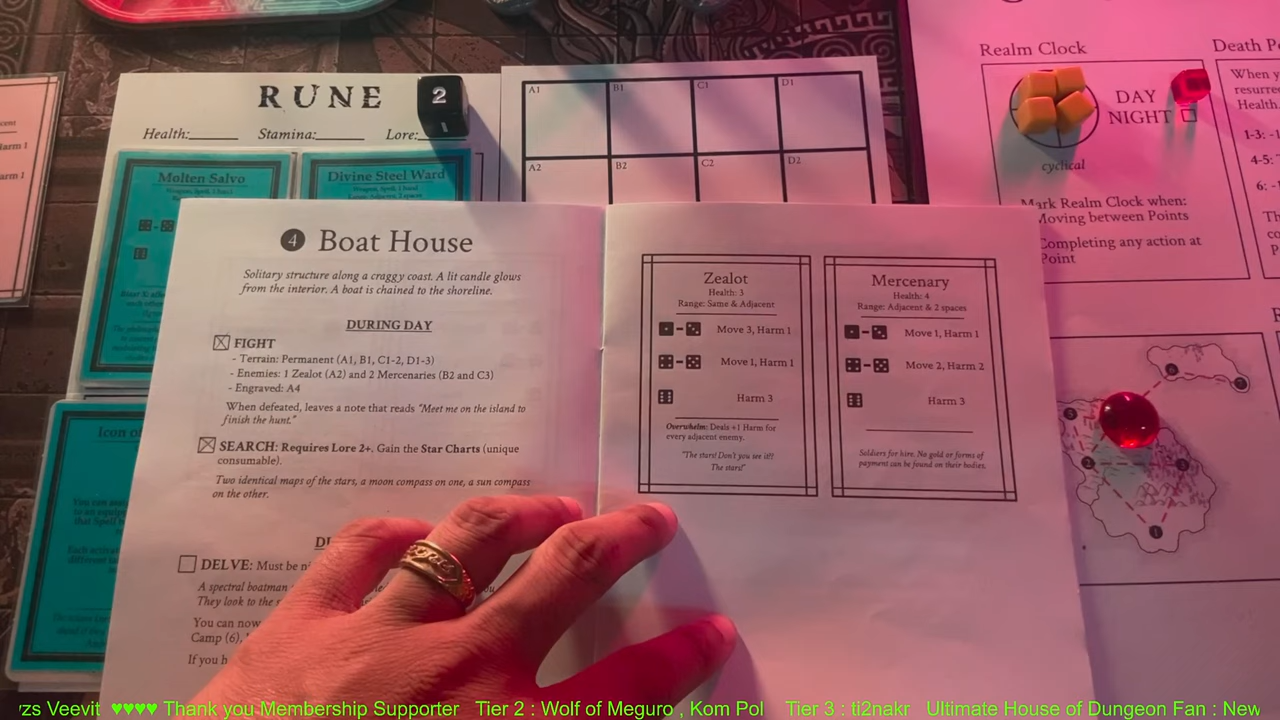 RUNE
2
1
Health:
Stamina:
Lore:
Molten Salvo
Weapon, Spell, 1 hand
Divine Steel Ward
Weapon, Spell, 1 hand
Icon of
A1 B1 C1 D1
A2 B2 C2 D2
Realm Clock
DAY
NIGHT
cyclical
Mark Realm Clock when:
Moving between Points
Completing any action at
Point
Death
When y
resurrec
Health.
1-3:
4-5:
6:
4 Boat House
Solitary structure along a craggy coast. A lit candle glows
from the interior. A boat is chained to the shoreline.
DURING DAY
FIGHT
- Terrain: Permanent (A1, B1, C1-2, D1-3)
- Enemies: 1 Zealot (A2) and 2 Mercenaries (B2 and C3)
- Engraved: A4
When defeated, leaves a note that reads “Meet me on the island to
finish the hunt.”
SEARCH: Requires Lore 2+. Gain the Star Charts (unique
consumable).
Two identical maps of the stars, a moon compass on one, a sun compass
on the other.
DELVE: Must be
A spectral boatman
They look to the
You can now
Camp (6),
If you
Zealot
Health: 3
Range: Same & Adjacent
Move 3, Harm 1
Move 1, Harm 1
Harm 3
Overwhelm: Deals +1 Harm for
every adjacent enemy.
"The stars! Don't you see it?!
The stars!"
Mercenary
Health: 4
Range: Adjacent & 2 spaces
Move 1, Harm 1
Move 2, Harm 2
Harm 3
Soldiers for hire. No gold or forms of
payment can be found on their bodies.
yzs Veevit ♥♥♥♥ Thank you Membership Supporter Tier 2 : Wolf of Meguro , Kom Pol Tier 3 : ti2nakr Ultimate House of Dungeon Fan : New